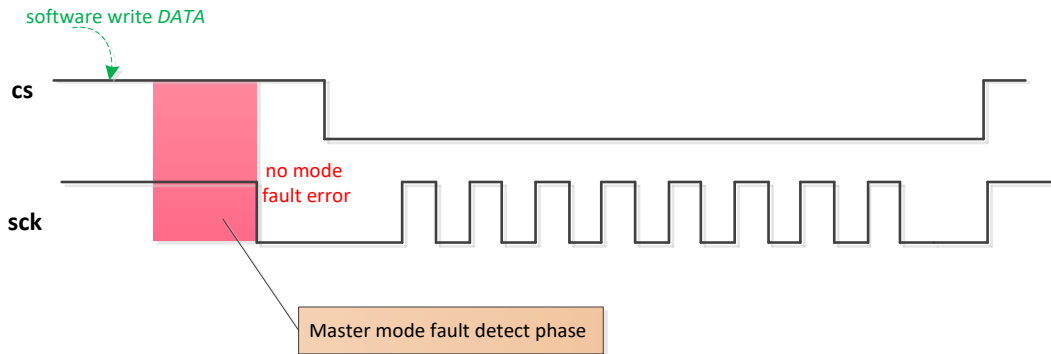 software write DATA
cs
no mode
fault error
sck
Master mode fault detect phase